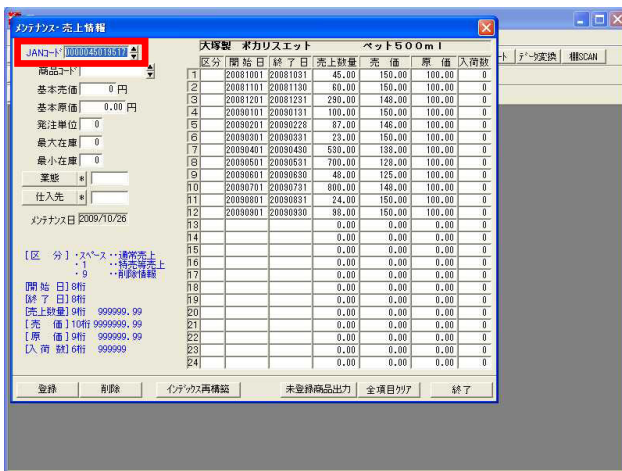 メンテナンス・売上情報
JANコード 0000045019517
大塚製 ポカリスエット ペット500ml
ト データ変換 棚SCAN
商品コード
基本売価 0 円
基本原価 0.00 円
発注単位 0
最大在庫 0
最小在庫 0
業態 *
仕入先 *
メンテナンス日 2009/10/26
区分 開始日 終了日 売上数量 売価 原価 入荷数
1 20081001 20081031 45.00 150.00 100.00 0
2 20081101 20081130 60.00 150.00 100.00 0
3 20081201 20081231 290.00 148.00 100.00 0
4 20090101 20090131 100.00 150.00 100.00 0
5 20090201 20090228 87.00 146.00 100.00 0
6 20090301 20090331 23.00 150.00 100.00 0
7 20090401 20090430 530.00 138.00 100.00 0
8 20090501 20090531 700.00 128.00 100.00 0
9 20090601 20090630 48.00 125.00 100.00 0
10 20090701 20090731 800.00 148.00 100.00 0
11 20090801 20090831 24.00 150.00 100.00 0
12 20090901 20090930 98.00 150.00 100.00 0
13 0.00 0.00 0.00 0
14 0.00 0.00 0.00 0
15 0.00 0.00 0.00 0
16 0.00 0.00 0.00 0
17 0.00 0.00 0.00 0
18 0.00 0.00 0.00 0
19 0.00 0.00 0.00 0
20 0.00 0.00 0.00 0
21 0.00 0.00 0.00 0
22 0.00 0.00 0.00 0
23 0.00 0.00 0.00 0
24 0.00 0.00 0.00 0
[区 分]・スペース・・通常売上
・1 ・・特売等売上
・9 ・・削除情報
[開 始 日]8桁
[終 了 日]8桁
[売上数量]9桁 999999.99
[売 価]10桁 9999999.99
[原 価]9桁 999999.99
[入 荷 数]6桁 999999
登録 削除 インデックス再構築 未登録商品出力 全項目クリア 終了